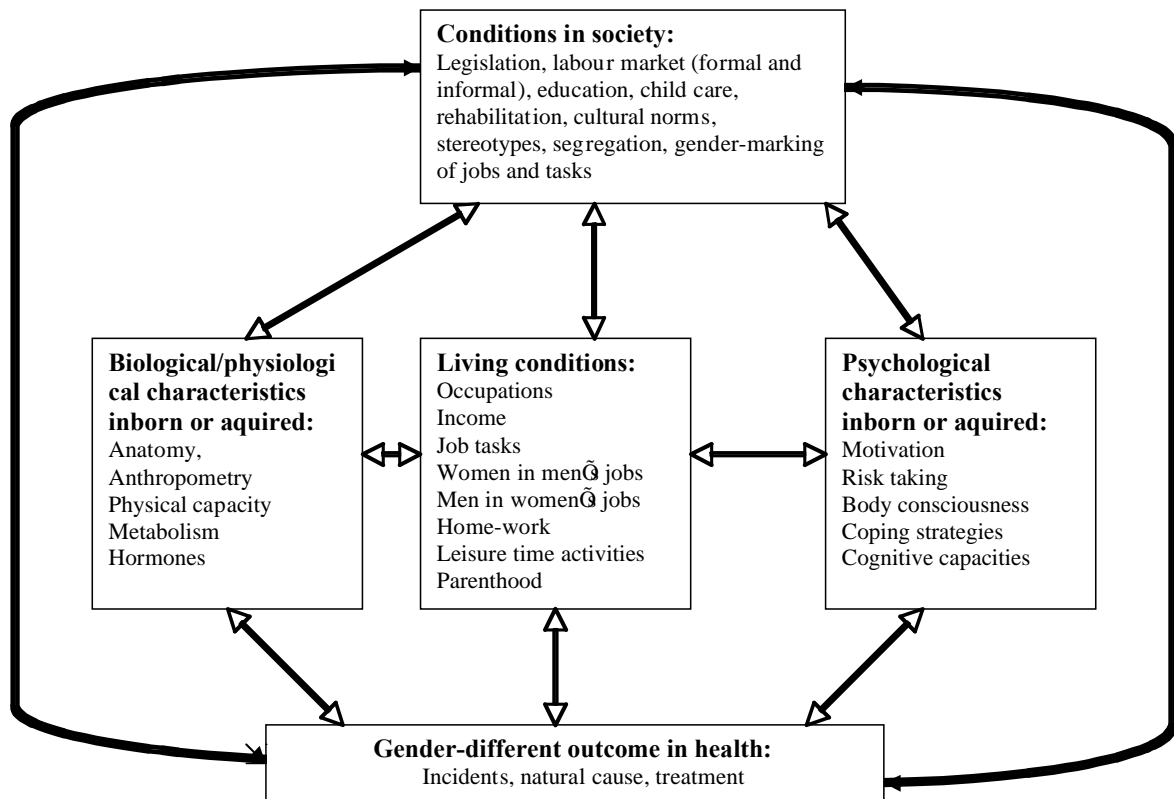 Conditions in society:
Legislation, labour market (formal and
informal), education, child care,
rehabilitation, cultural norms,
stereotypes, segregation, gender-marking
of jobs and tasks
Biological/physiologi
cal characteristics
inborn or aquired:
Anatomy,
Anthropometry
Physical capacity
Metabolism
Hormones
Living conditions:
Occupations
Income
Job tasks
Women in menÕs jobs
Men in womenÕs jobs
Home-work
Leisure time activities
Parenthood
Psychological
characteristics
inborn or aquired:
Motivation
Risk taking
Body consciousness
Coping strategies
Cognitive capacities
Gender-different outcome in health:
Incidents, natural cause, treatment